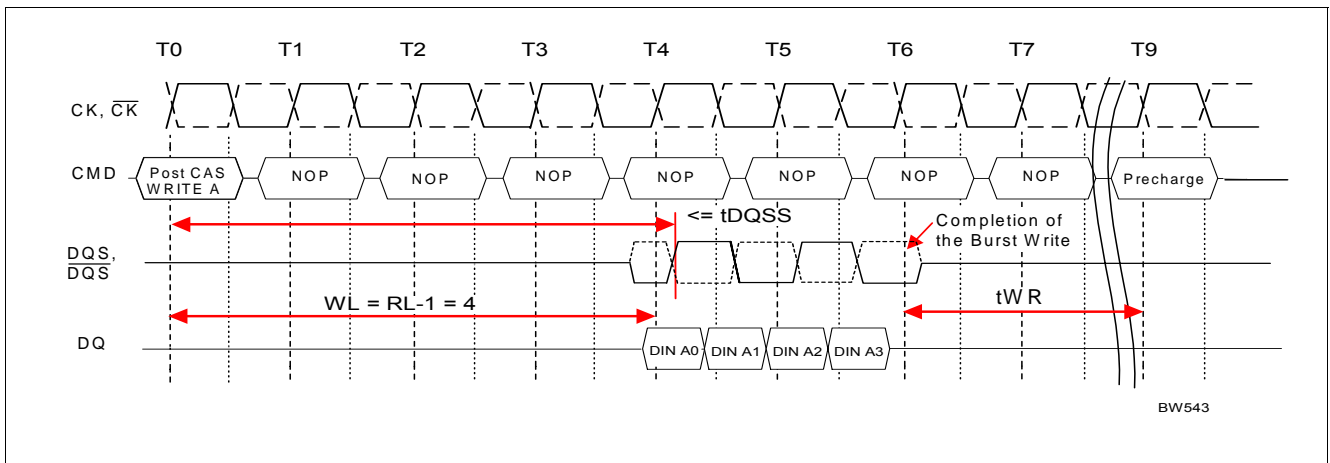 T0 T1 T2 T3 T4 T5 T6 T7 T9
CK, CK
CMD
Post CAS
WRITE A
NOP NOP NOP NOP NOP NOP NOP Precharge
<= tDQSS
Completion of
the Burst Write
DQS,
DQS
WL = RL-1 = 4
tWR
DQ
DIN A0 DIN A1 DIN A2 DIN A3
BW543